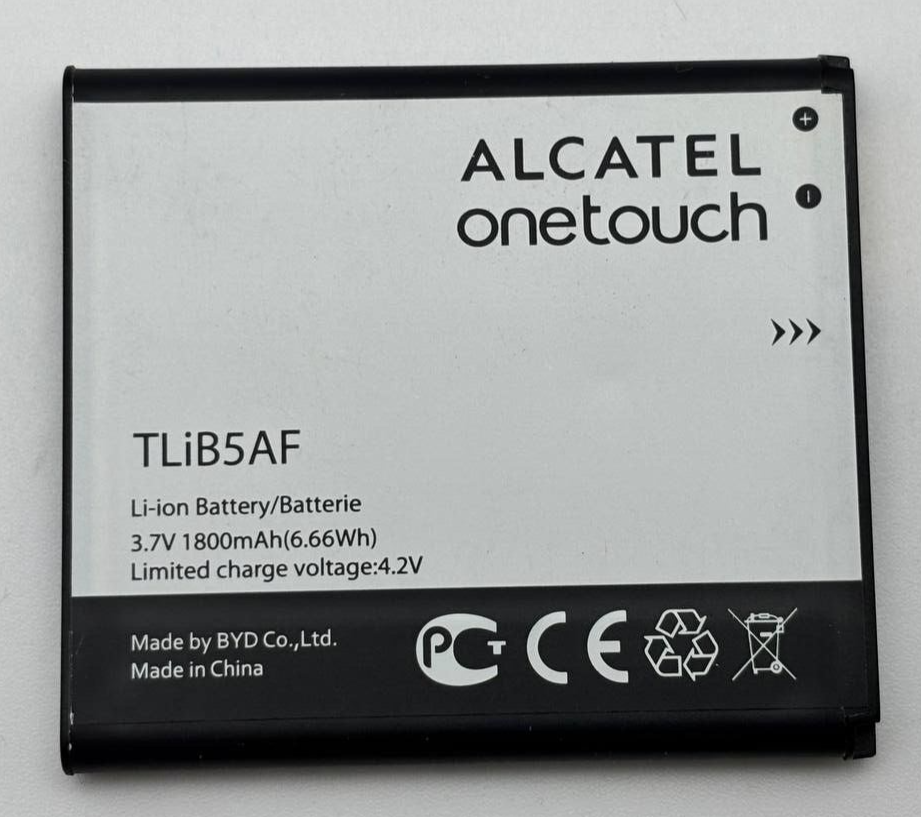 ALCATEL
onetouch
TLiB5AF
Li-ion Battery/Batterie
3.7V 1800mAh(6.66Wh)
Limited charge voltage:4.2V
Made by BYD Co.,Ltd.
Made in China